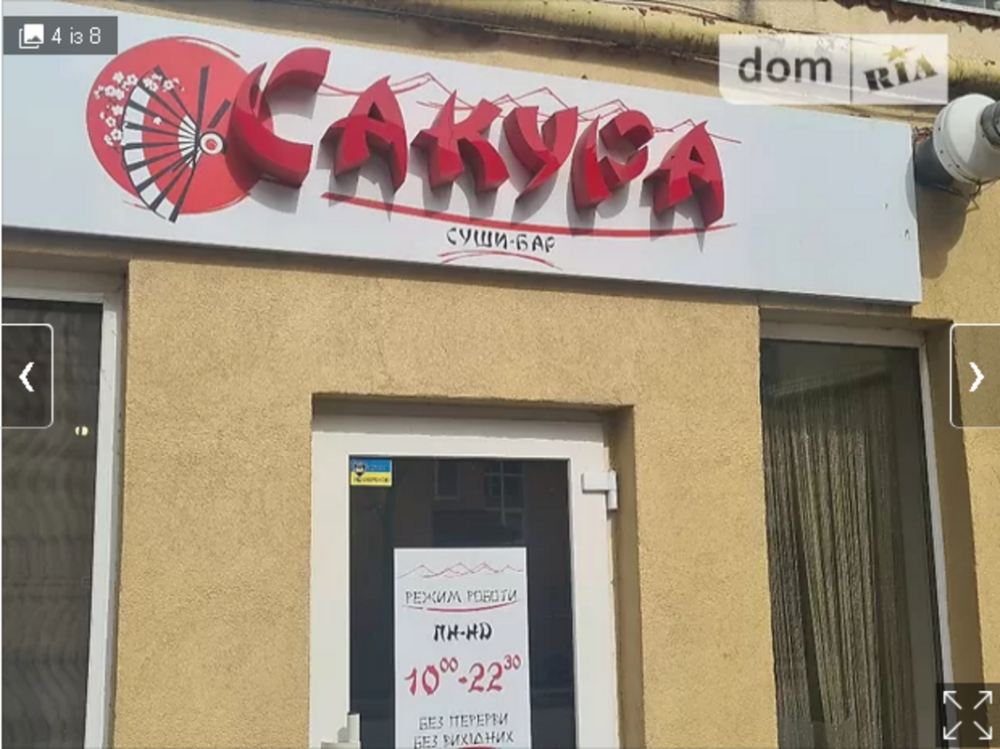 4 із 8
dom RIA
САКУРА
СУШИ-БАР
РЕЖИМ РОБОТИ
ПН-НД
10⁰⁰-22³⁰
БЕЗ ПЕРЕРВИ
БЕЗ ВИХІДНИХ